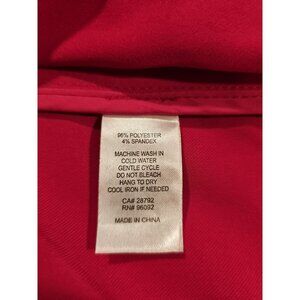 96% POLYESTER
4% SPANDEX
MACHINE WASH IN
COLD WATER
GENTLE CYCLE
DO NOT BLEACH
HANG TO DRY
COOL IRON IF NEEDED
CA# 28792
RN# 96092
MADE IN CHINA